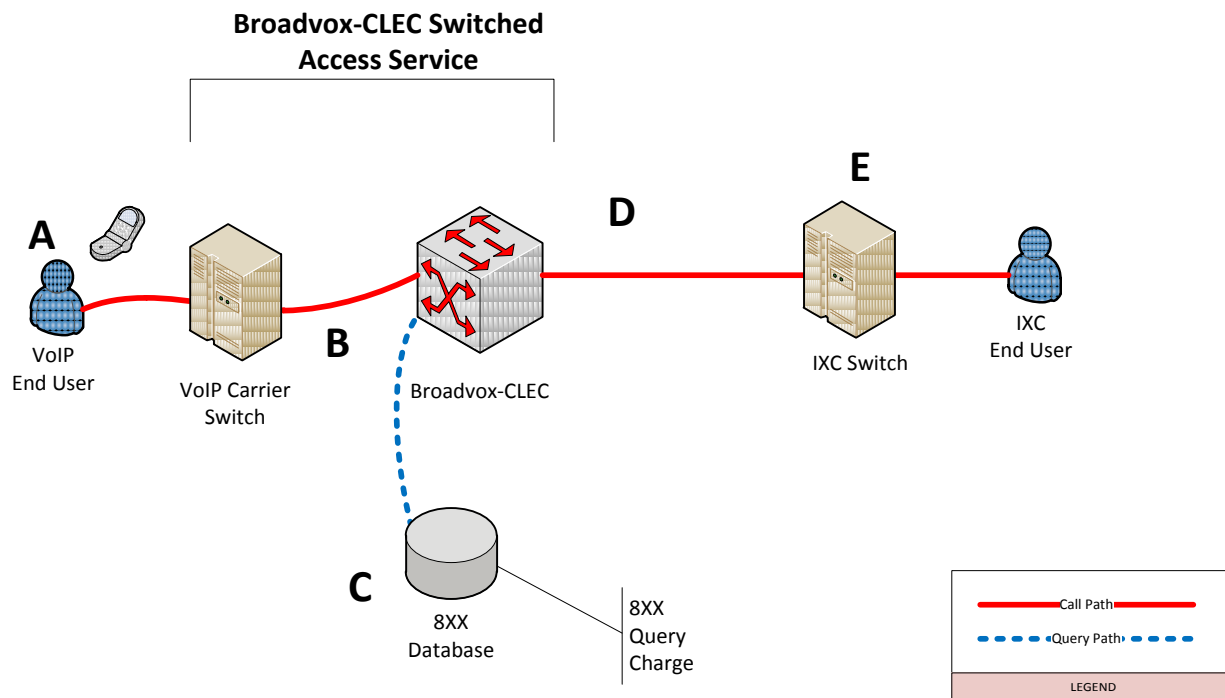 Broadvox-CLEC Switched
Access Service
E
D
A
B
VoIP
End User
VoIP Carrier
Switch
Broadvox-CLEC
IXC Switch
IXC
End User
C
8XX
Database
8XX
Query
Charge
Call Path
Query Path
LEGEND